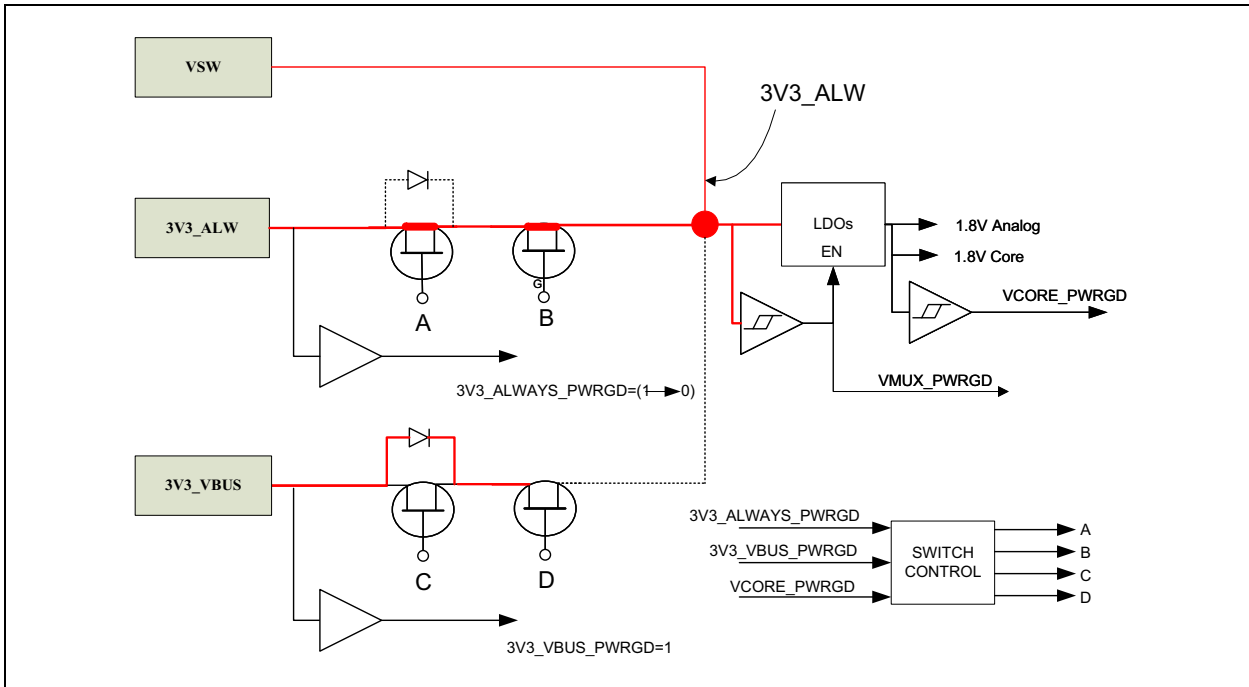 VSW
3V3_ALW
3V3_ALW
LDOs
EN
1.8V Analog
1.8V Core
G
A
B
VCORE_PWRGD
VMUX_PWRGD
3V3_ALWAYS_PWRGD=(1 0)
3V3_VBUS
C
D
3V3_VBUS_PWRGD=1
3V3_ALWAYS_PWRGD
3V3_VBUS_PWRGD
VCORE_PWRGD
SWITCH
CONTROL
A
B
C
D